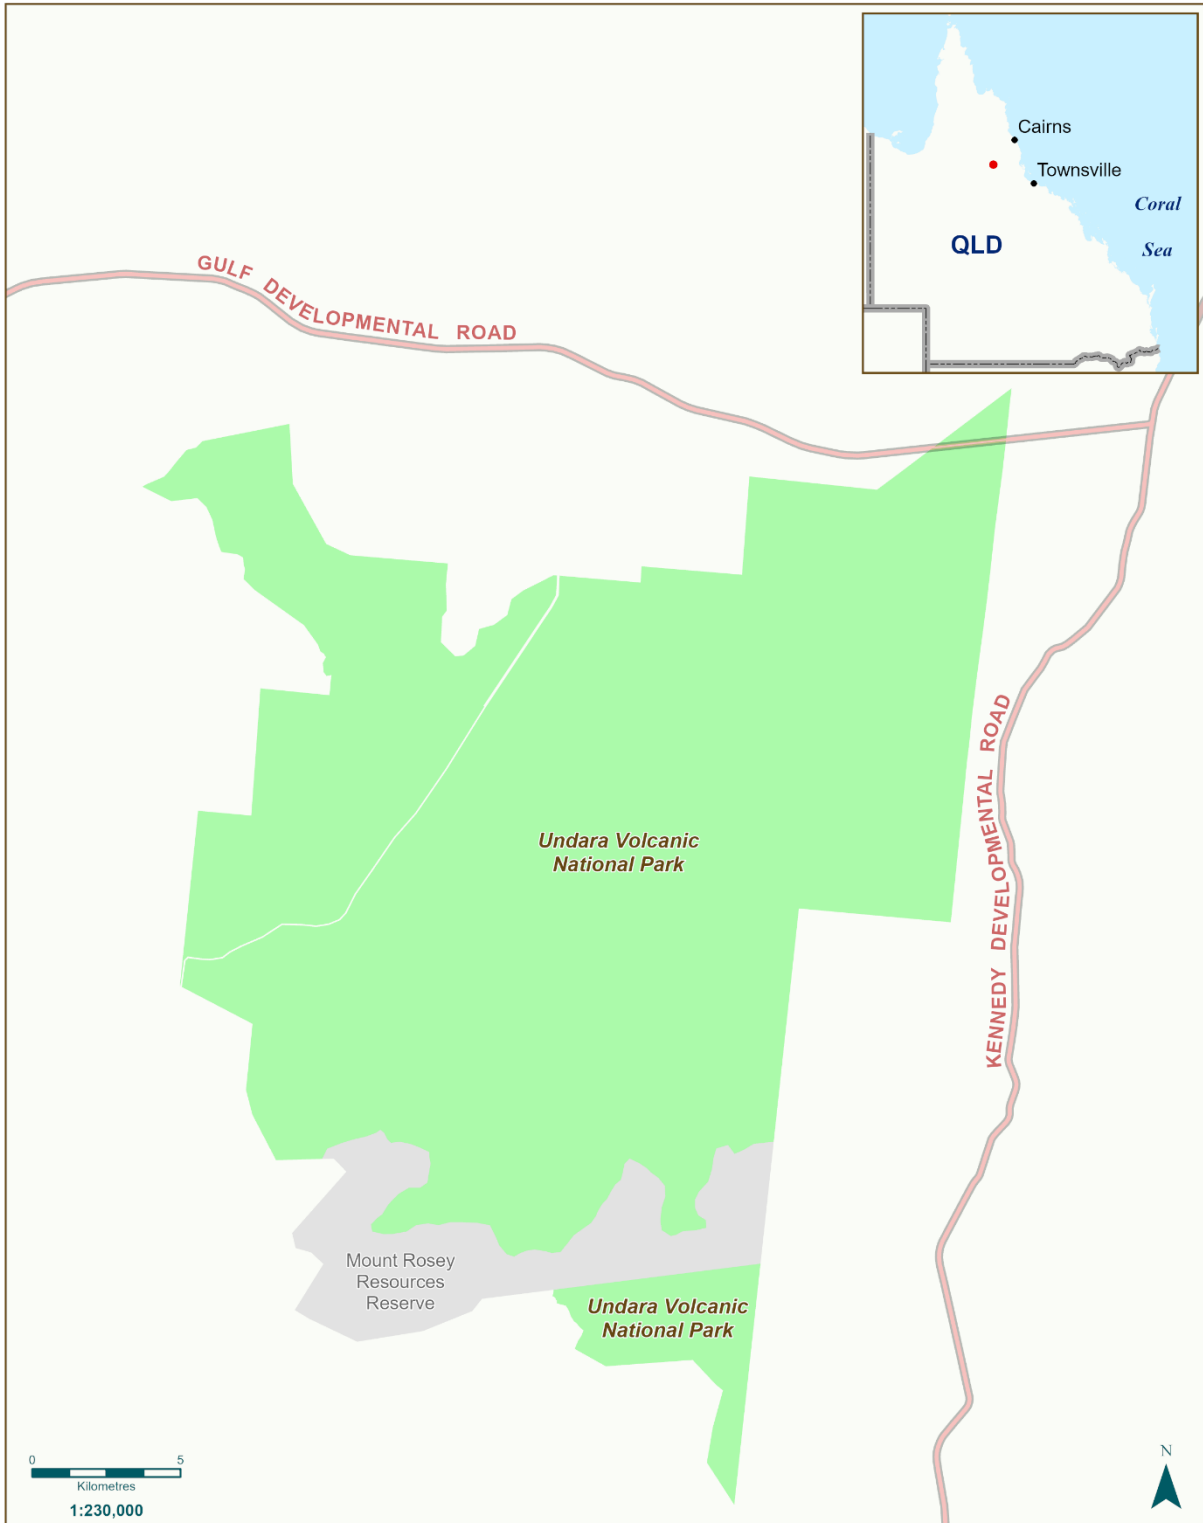 Cairns
Townsville
Coral
Sea
QLD
GULF DEVELOPMENTAL ROAD
KENNEDY DEVELOPMENTAL ROAD
Undara Volcanic
National Park
Mount Rosey
Resources
Reserve
Undara Volcanic
National Park
0 5
Kilometres
1:230,000
N